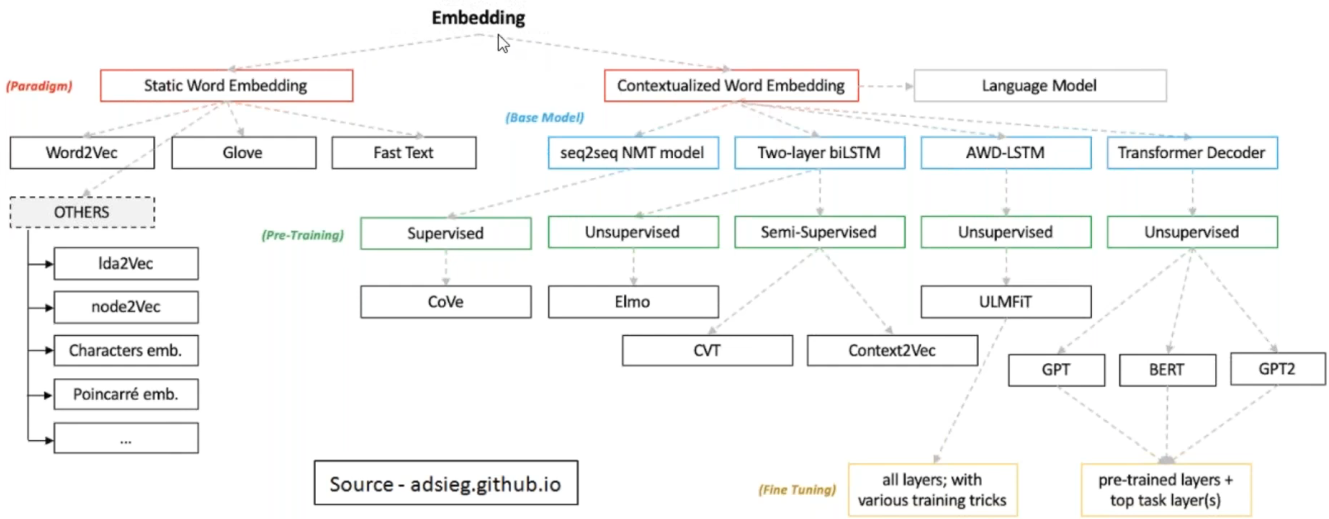 Embedding
(Paradigm)
Static Word Embedding
Contextualized Word Embedding
Language Model
(Base Model)
Word2Vec
Glove
Fast Text
seq2seq NMT model
Two-layer biLSTM
AWD-LSTM
Transformer Decoder
OTHERS
(Pre-Training)
Supervised
Unsupervised
Semi-Supervised
Unsupervised
Unsupervised
lda2Vec
node2Vec
Characters emb.
Poincarré emb.
...
CoVe
Elmo
ULMFiT
CVT
Context2Vec
GPT
BERT
GPT2
Source - adsieg.github.io
(Fine Tuning)
all layers; with
various training tricks
pre-trained layers +
top task layer(s)